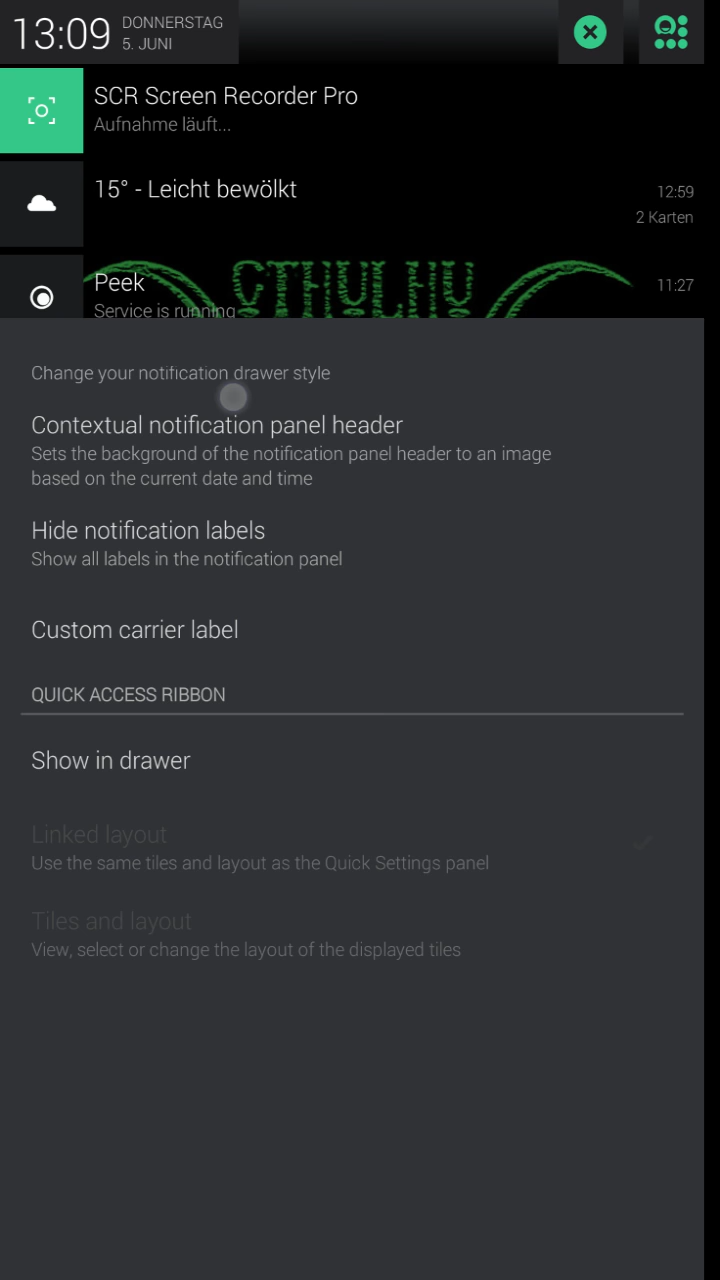 13:09
DONNERSTAG
5. JUNI
SCR Screen Recorder Pro
Aufnahme läuft...
15° - Leicht bewölkt
12:59
2 Karten
CTHULHU
Peek
11:27
Service is running
Change your notification drawer style
Contextual notification panel header
Sets the background of the notification panel header to an image
based on the current date and time
Hide notification labels
Show all labels in the notification panel
Custom carrier label
QUICK ACCESS RIBBON
Show in drawer
Linked layout
Use the same tiles and layout as the Quick Settings panel
Tiles and layout
View, select or change the layout of the displayed tiles